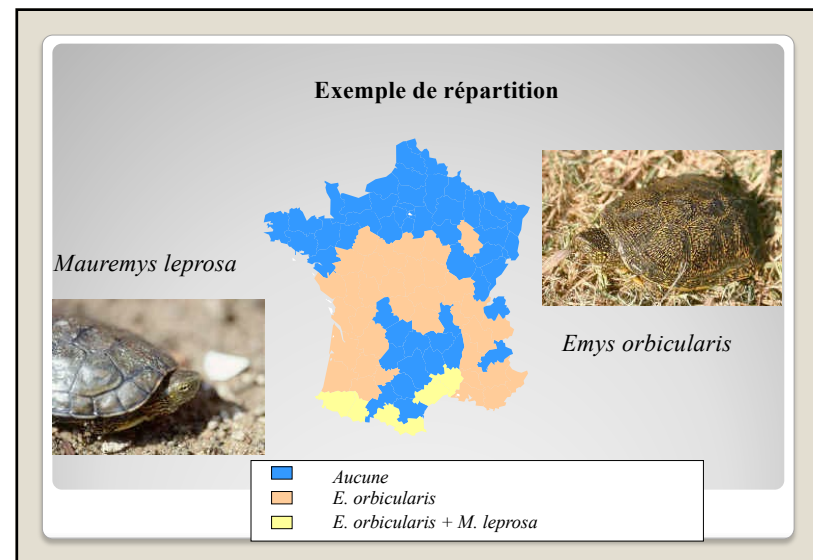 Exemple de répartition
Mauremys leprosa
Emys orbicularis
Aucune
E. orbicularis
E. orbicularis + M. leprosa